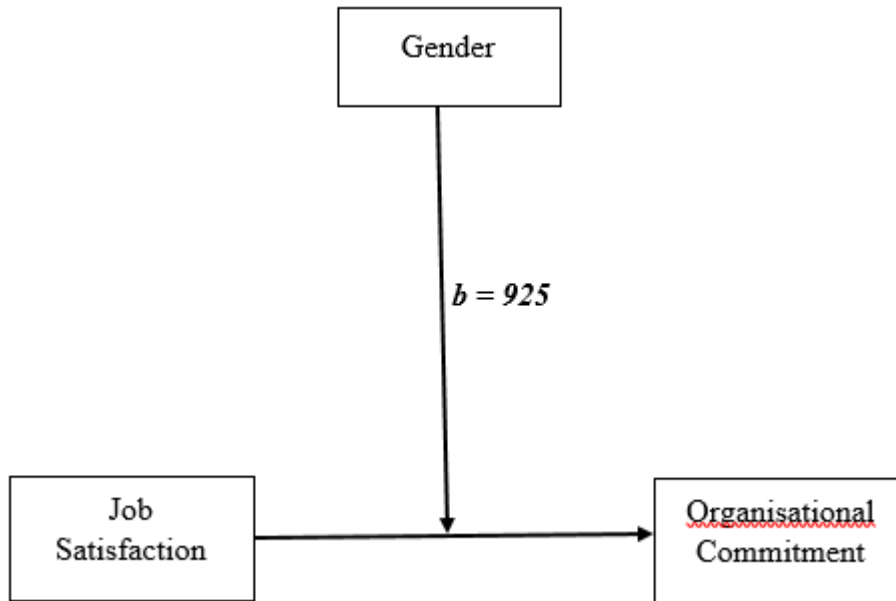 Gender
b = 925
Job
Satisfaction
Organisational
Commitment